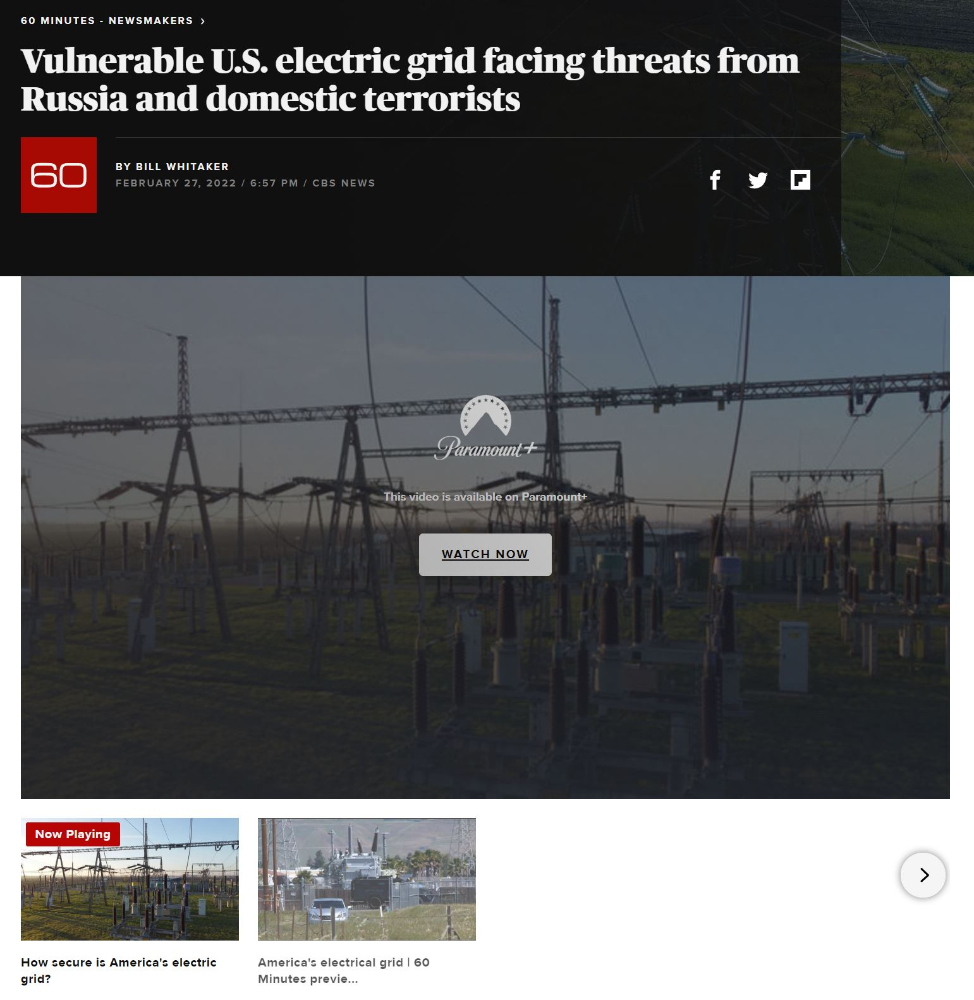 60 MINUTES - NEWSMAKERS ›
Vulnerable U.S. electric grid facing threats from
Russia and domestic terrorists
60
BY BILL WHITAKER
FEBRUARY 27, 2022 / 6:57 PM / CBS NEWS
Paramount+
This video is available on Paramount+
WATCH NOW
Now Playing
How secure is America's electric
grid?
America's electrical grid | 60
Minutes previe...